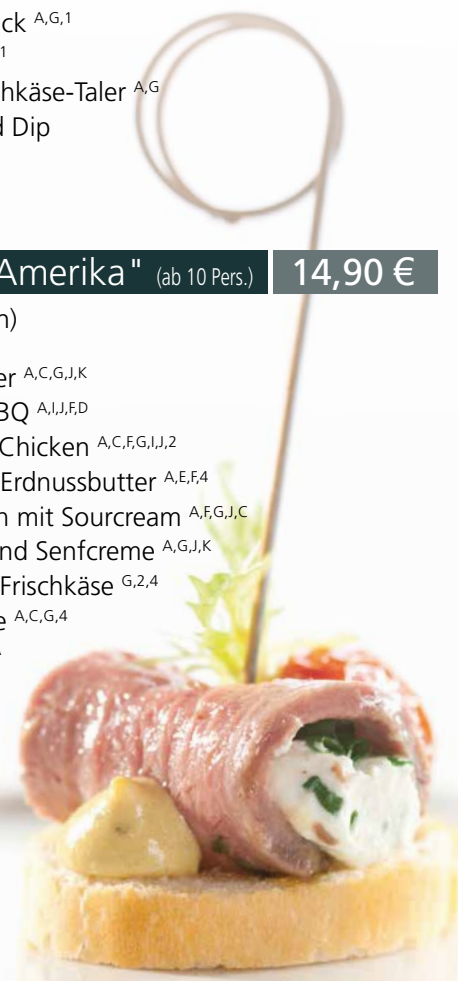 ck A,G,1
1
hkäse-Taler A,G
d Dip
Amerika" (ab 10 Pers.) 14,90 €
n)
er A,C,G,J,K
BQ A,I,J,F,D
Chicken A,C,F,G,I,J,2
Erdnussbutter A,E,F,4
n mit Sourcream A,F,G,J,C
nd Senfcreme A,G,J,K
Frischkäse G,2,4
e A,C,G,4